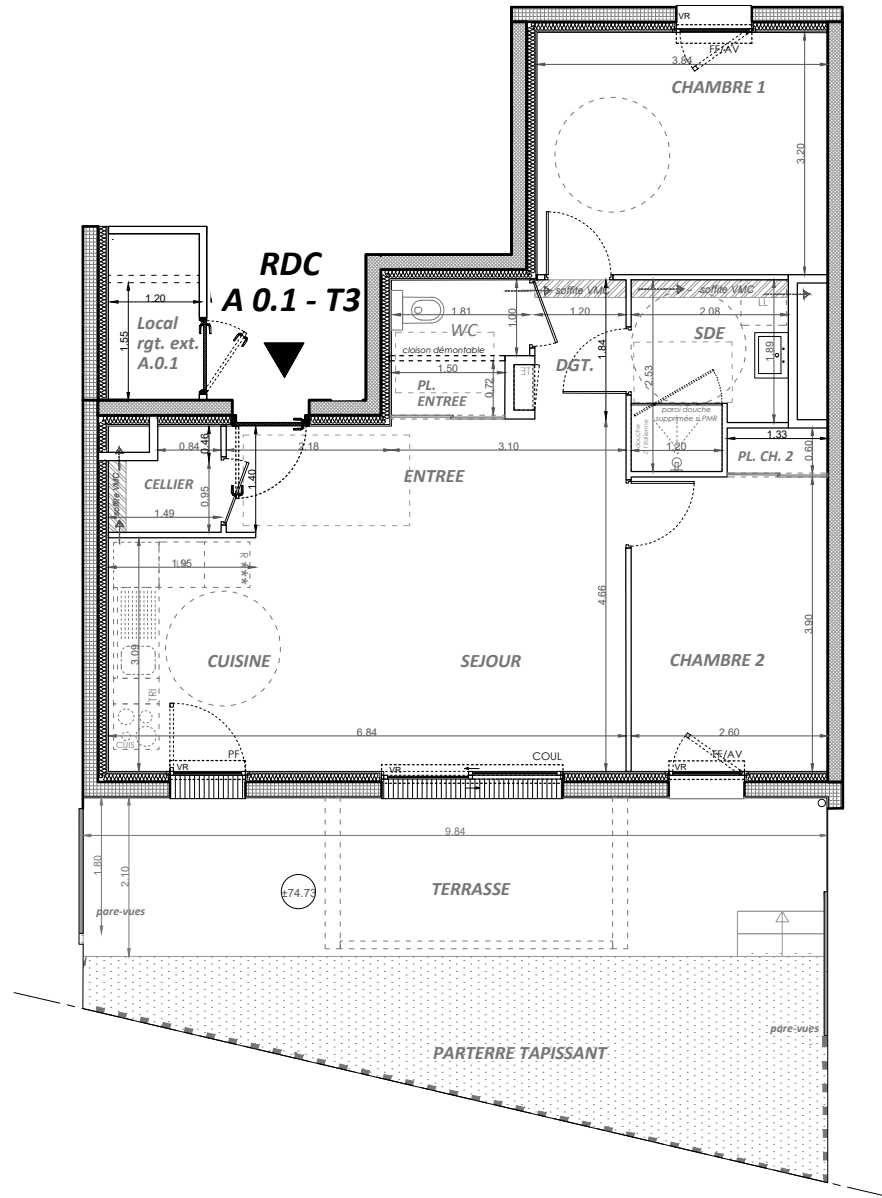 VR
FF/AV
3.84
CHAMBRE 1
3.20
RDC
A 0.1 - T3
1.20
Local
rgt. ext.
A.0.1
1.55
soffite VMC
soffite VMC
1.81
1.00
1.20
2.08
LL
WC
SDE
cloison démontable
1.84
1.89
DGT.
1.50
0.72
TE
2.53
PL.
ENTREE
paroi douche
supprimée s.PMR
1.20
1.33
0.60
PL. CH. 2
0.46
0.84
2.18
3.10
1.40
ENTREE
CELLIER
0.95
soffite VMC
1.49
1.95
R
4.66
3.90
3.09
CUISINE
SEJOUR
CHAMBRE 2
TRI
6.84
2.60
CUIS
PF
COUL
FF/AV
VR
VR
VR
9.84
1.80
2.10
±74.73
TERRASSE
pare-vues
pare-vues
PARTERRE TAPISSANT